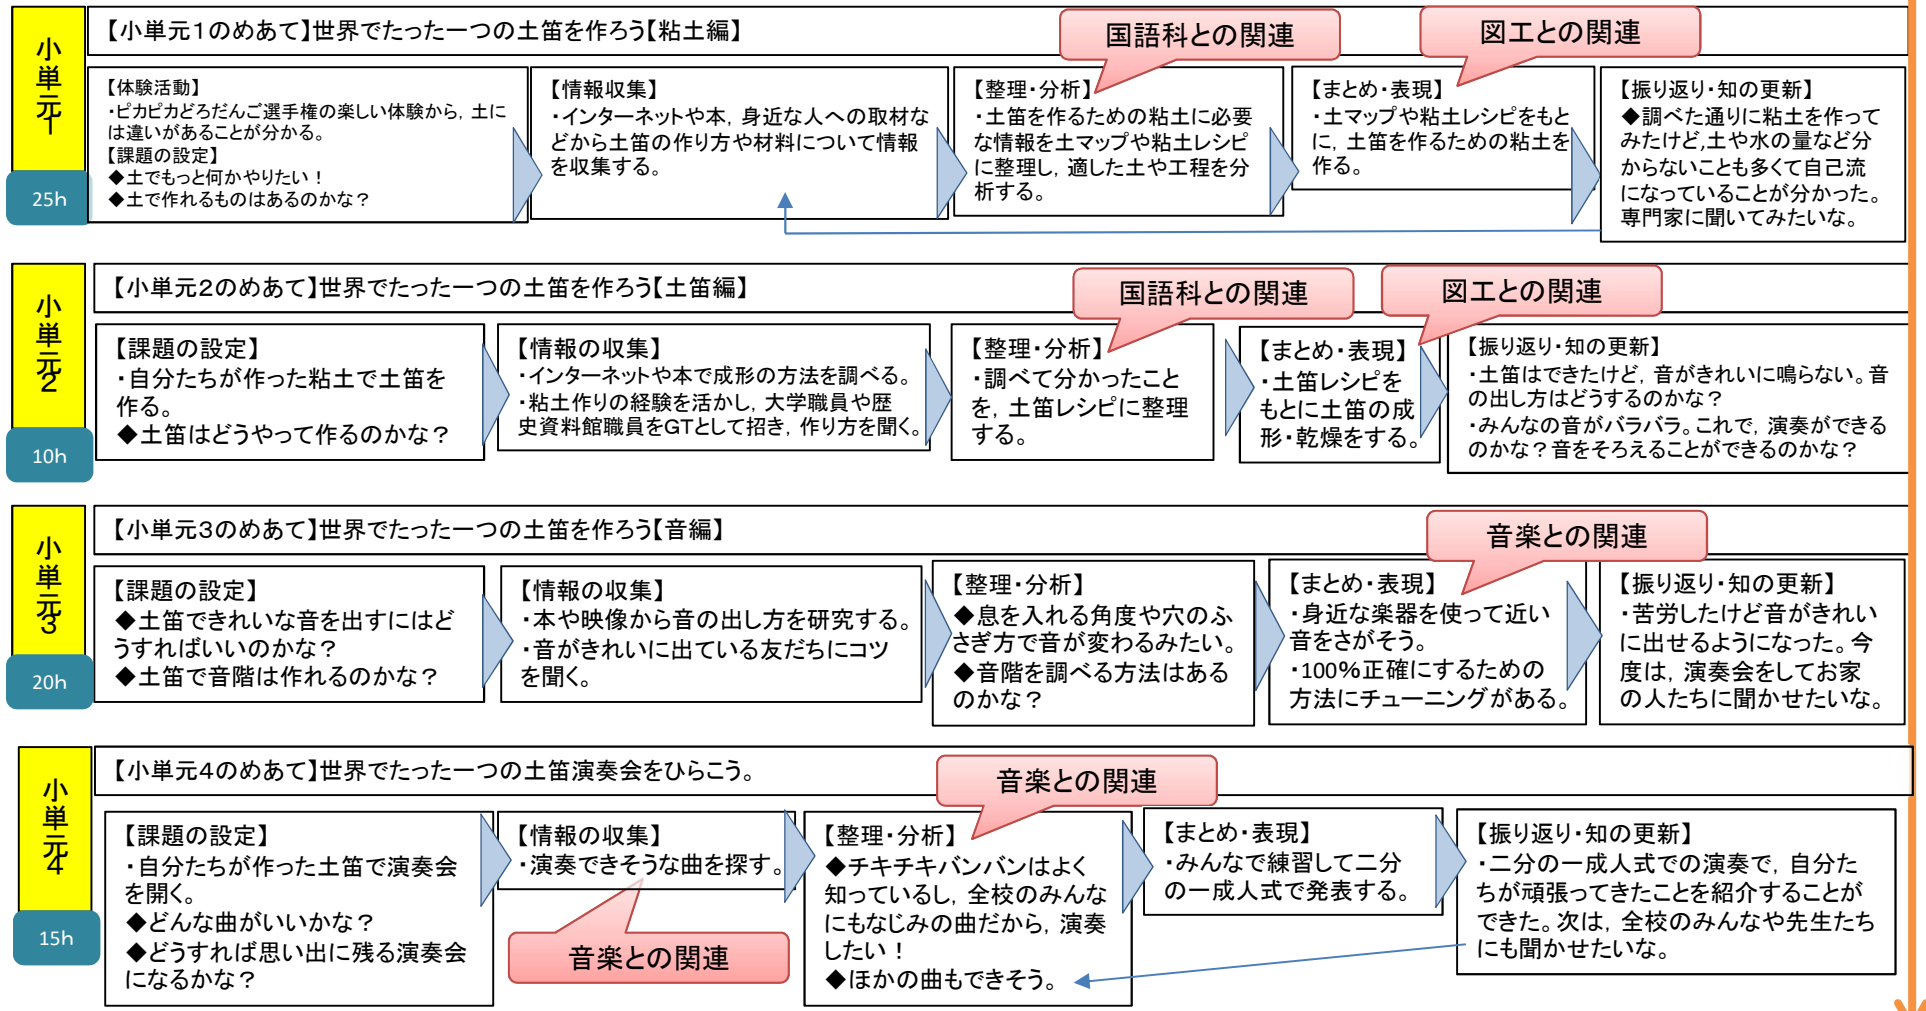 小単元1
25h
【小単元1のめあて】世界でたった一つの土笛を作ろう【粘土編】
国語科との関連
図工との関連
【体験活動】
・ピカピカどろだんご選手権の楽しい体験から，土に
は違いがあることが分かる。
【課題の設定】
◆土でもっと何かやりたい！
◆土で作れるものはあるのかな？
【情報収集】
・インターネットや本，身近な人への取材な
どから土笛の作り方や材料について情報
を収集する。
【整理・分析】
・土笛を作るための粘土に必要
な情報を土マップや粘土レシピ
に整理し，適した土や工程を分
析する。
【まとめ・表現】
・土マップや粘土レシピをもと
に，土笛を作るための粘土を
作る。
【振り返り・知の更新】
◆調べた通りに粘土を作って
みたけど,土や水の量など分
からないことも多くて自己流
になっていることが分かった。
専門家に聞いてみたいな。
小単元2
10h
【小単元2のめあて】世界でたった一つの土笛を作ろう【土笛編】
国語科との関連
図工との関連
【課題の設定】
・自分たちが作った粘土で土笛を
作る。
◆土笛はどうやって作るのかな？
【情報の収集】
・インターネットや本で成形の方法を調べる。
・粘土作りの経験を活かし，大学職員や歴
史資料館職員をGTとして招き，作り方を聞く。
【整理・分析】
・調べて分かったこと
を，土笛レシピに整理
する。
【まとめ・表現】
・土笛レシピを
もとに土笛の成
形・乾燥をする。
【振り返り・知の更新】
・土笛はできたけど，音がきれいに鳴らない。音
の出し方はどうするのかな？
・みんなの音がバラバラ。これで，演奏ができる
のかな？音をそろえることができるのかな？
小単元3
20h
【小単元3のめあて】世界でたった一つの土笛を作ろう【音編】
音楽との関連
【課題の設定】
◆土笛できれいな音を出すにはど
うすればいいのかな？
◆土笛で音階は作れるのかな？
【情報の収集】
・本や映像から音の出し方を研究する。
・音がきれいに出ている友だちにコツ
を聞く。
【整理・分析】
◆息を入れる角度や穴のふ
さぎ方で音が変わるみたい。
◆音階を調べる方法はある
のかな？
【まとめ・表現】
・身近な楽器を使って近い
音をさがそう。
・100％正確にするための
方法にチューニングがある。
【振り返り・知の更新】
・苦労したけど音がきれい
に出せるようになった。今
度は，演奏会をしてお家
の人たちに聞かせたいな。
小単元4
15h
【小単元4のめあて】世界でたった一つの土笛演奏会をひらこう。
音楽との関連
【課題の設定】
・自分たちが作った土笛で演奏会
を開く。
◆どんな曲がいいかな？
◆どうすれば思い出に残る演奏会
になるかな？
【情報の収集】
・演奏できそうな曲を探す。
音楽との関連
【整理・分析】
◆チキチキバンバンはよく
知っているし，全校のみんな
にもなじみの曲だから，演奏
したい！
◆ほかの曲もできそう。
【まとめ・表現】
・みんなで練習して二分
の一成人式で発表する。
【振り返り・知の更新】
・二分の一成人式での演奏で，自分た
ちが頑張ってきたことを紹介することが
できた。次は，全校のみんなや先生たち
にも聞かせたいな。